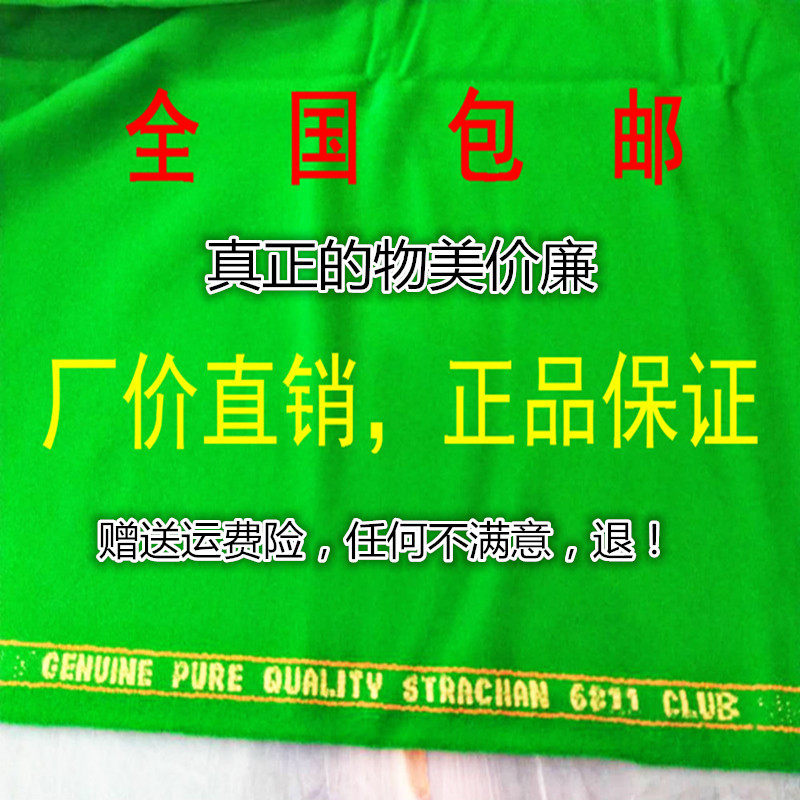 全国包邮
真正的物美价廉
厂价直销，正品保证
赠送运费险，任何不满意，退！
GENUINE PURE QUALITY STRACHAN 6811 CLUB